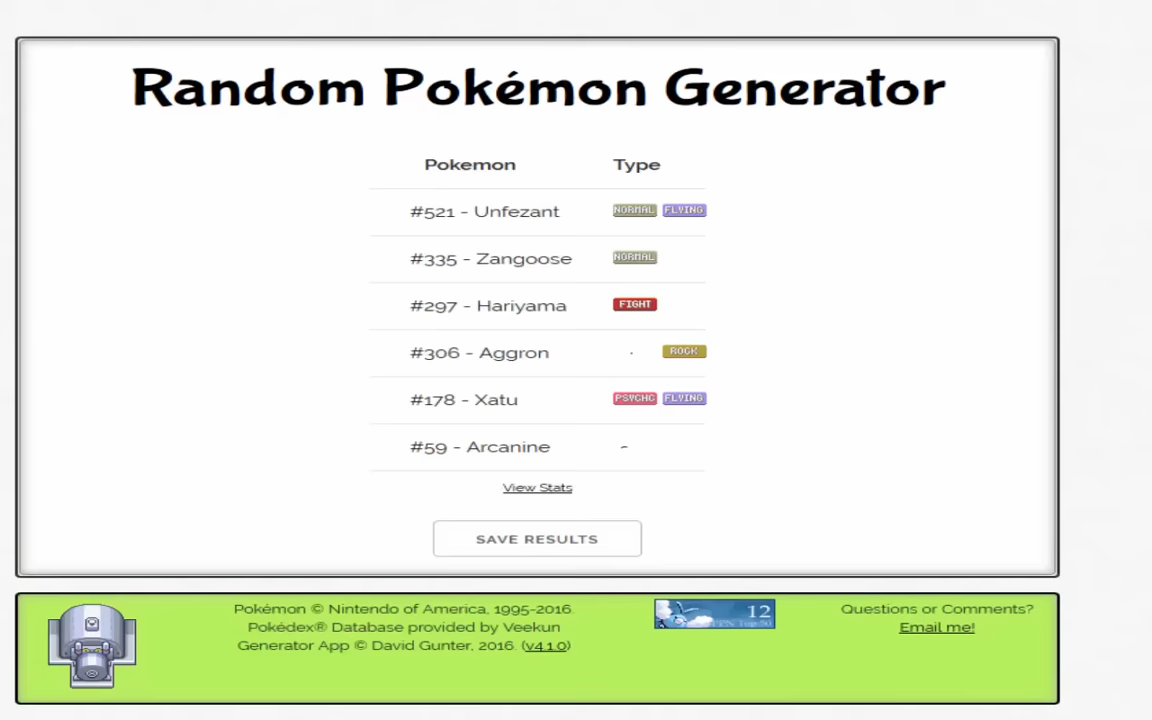 Random Pokémon Generator
Pokemon Type
#521 - Unfezant NORMAL FLYING
#335 - Zangoose NORMAL
#297 - Hariyama FIGHT
#306 - Aggron ROCK
#178 - Xatu PSYCHC FLYING
#59 - Arcanine
View Stats
SAVE RESULTS
Pokémon © Nintendo of America, 1995-2016.
Pokédex® Database provided by Veekun
Generator App © David Gunter, 2016. (v4.1.0)
12
Questions or Comments?
Email me!